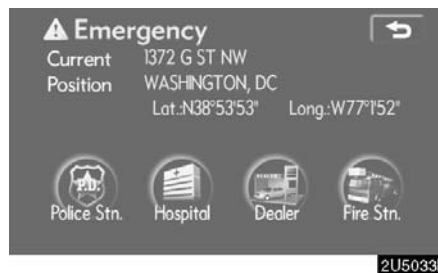 Emergency
Current 1372 G ST NW
Position WASHINGTON, DC
Lat.:N38°53'53" Long.:W77°1'52"
P.D.
Police Stn. Hospital Dealer Fire Stn.
2U5033